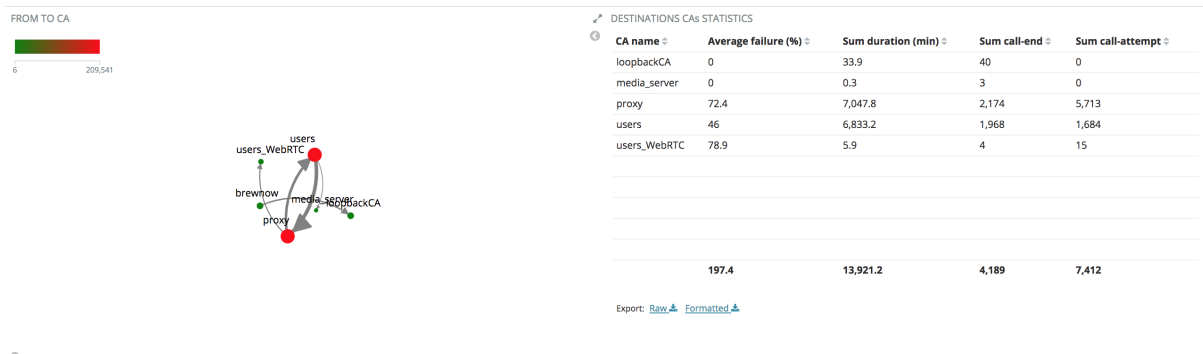 FROM TO CA
6 209,541
users
users_WebRTC
brewnow
media_server
loopbackCA
proxy
DESTINATIONS CAs STATISTICS
CA name Average failure (%) Sum duration (min) Sum call-end Sum call-attempt
loopbackCA 0 33.9 40 0
media_server 0 0.3 3 0
proxy 72.4 7,047.8 2,174 5,713
users 46 6,833.2 1,968 1,684
users_WebRTC 78.9 5.9 4 15
197.4 13,921.2 4,189 7,412
Export: Raw Formatted